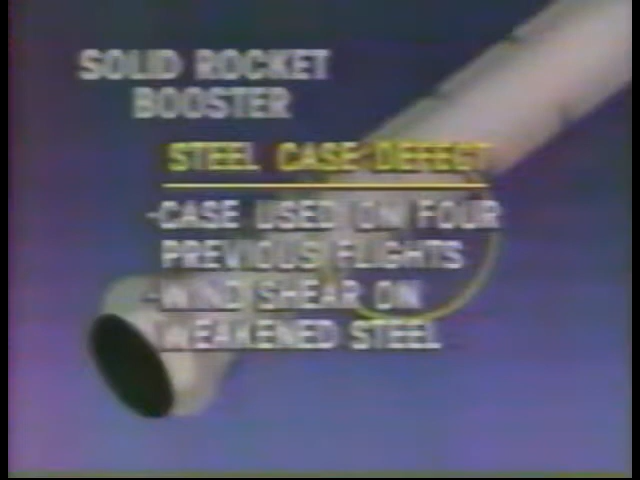 SOLID ROCKET
BOOSTER
STEEL CASE DEFECT
-CASE USED ON FOUR
PREVIOUS FLIGHTS
-WIND SHEAR ON
WEAKENED STEEL